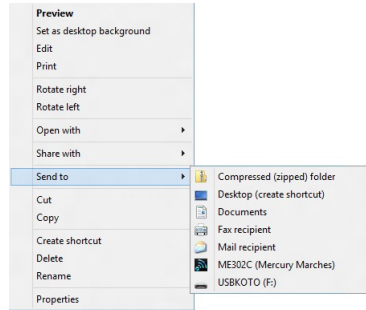 Preview
Set as desktop background
Edit
Print
Rotate right
Rotate left
Open with
Share with
Send to
Cut
Copy
Create shortcut
Delete
Rename
Properties
Compressed (zipped) folder
Desktop (create shortcut)
Documents
Fax recipient
Mail recipient
ME302C (Mercury Marches)
USBKOTO (F:)